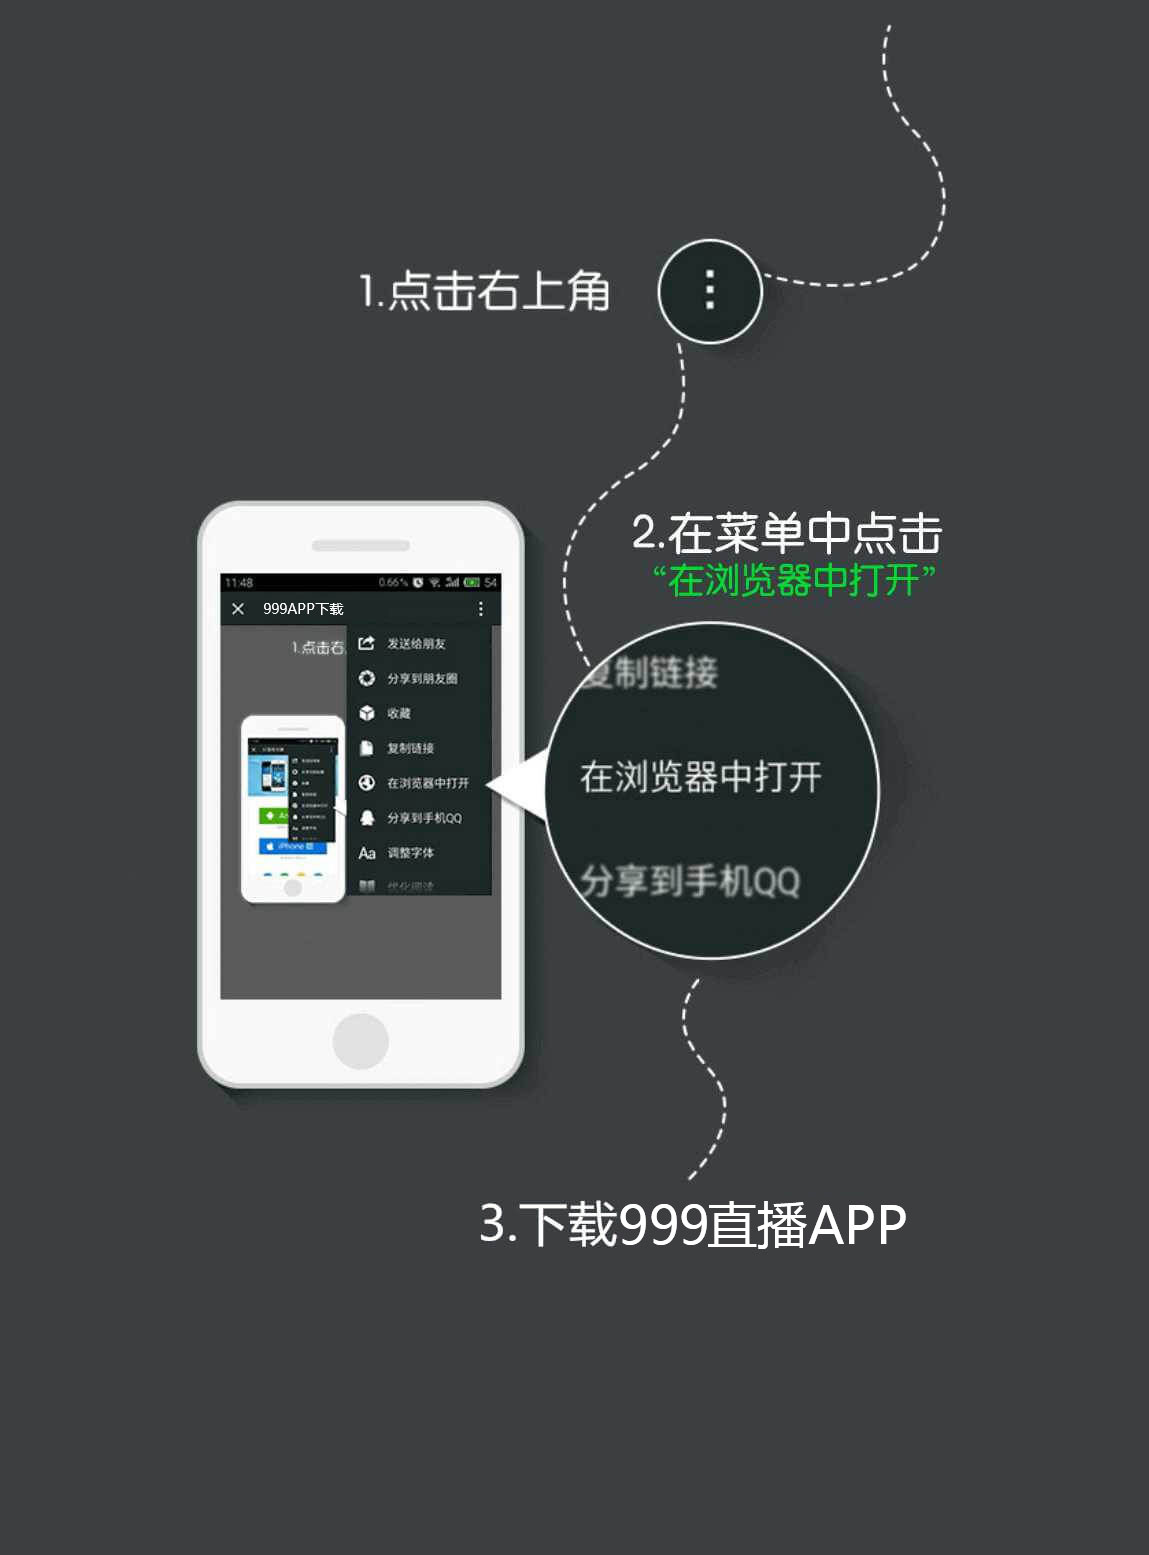 1.点击右上角
2.在菜单中点击
“在浏览器中打开”
11:48 0.66% 54
999APP下载
1.点击右
发送给朋友
分享到朋友圈
收藏
复制链接
在浏览器中打开
分享到手机QQ
Aa 调整字体
优化阅读
iPhone
复制链接
在浏览器中打开
分享到手机QQ
3.下载999直播APP